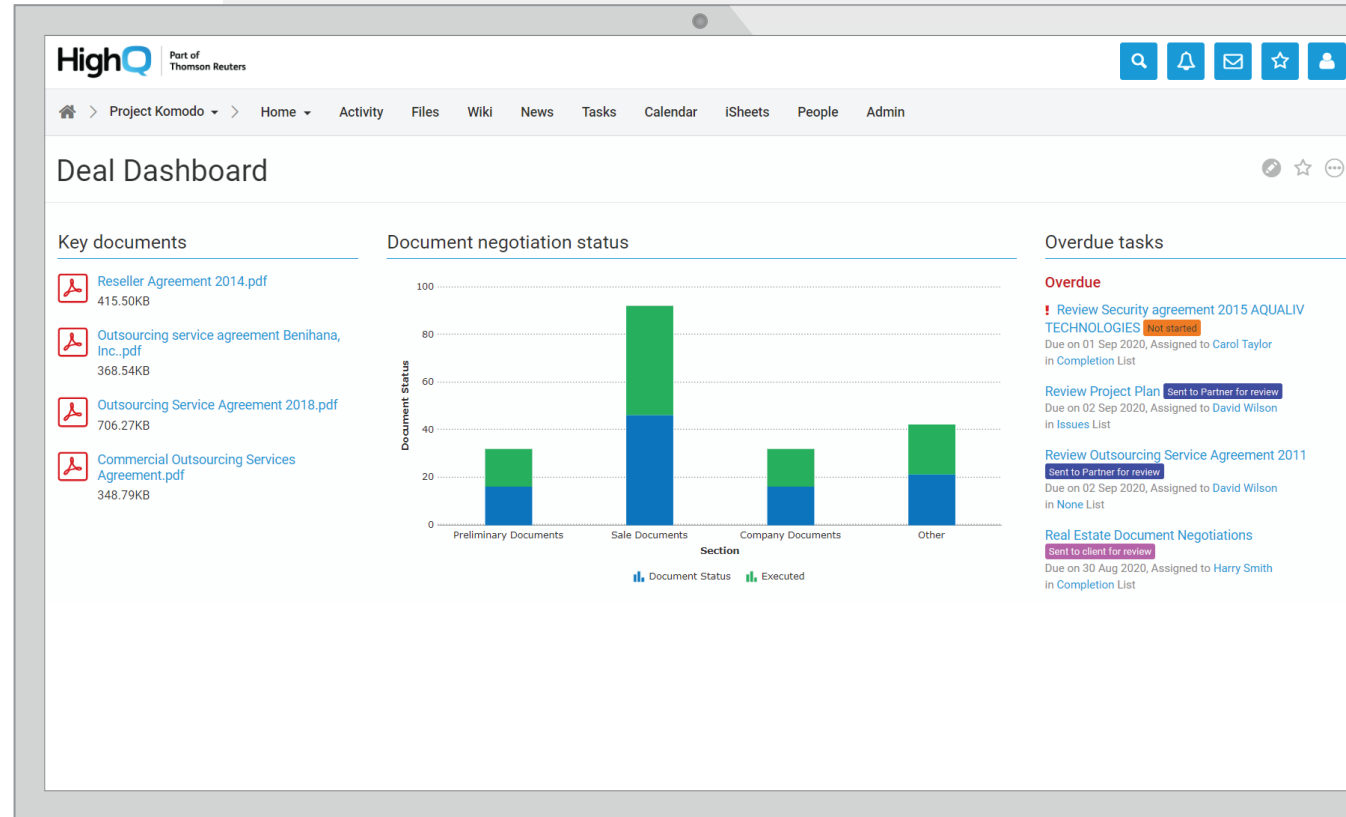 HighQ
Part of
Thomson Reuters
Project Komodo
Home
Activity
Files
Wiki
News
Tasks
Calendar
iSheets
People
Admin
Deal Dashboard
Key documents
Reseller Agreement 2014.pdf
415.50KB
Outsourcing service agreement Benihana,
Inc..pdf
368.54KB
Outsourcing Service Agreement 2018.pdf
706.27KB
Commercial Outsourcing Services
Agreement.pdf
348.79KB
Document negotiation status
100
80
60
40
20
0
Document Status
Preliminary Documents
Sale Documents
Company Documents
Other
Section
Document Status
Executed
Overdue tasks
Overdue
! Review Security agreement 2015 AQUALIV
TECHNOLOGIES Not started
Due on 01 Sep 2020, Assigned to Carol Taylor
in Completion List
Review Project Plan Sent to Partner for review
Due on 02 Sep 2020, Assigned to David Wilson
in Issues List
Review Outsourcing Service Agreement 2011
Sent to Partner for review
Due on 02 Sep 2020, Assigned to David Wilson
in None List
Real Estate Document Negotiations
Sent to client for review
Due on 30 Aug 2020, Assigned to Harry Smith
in Completion List